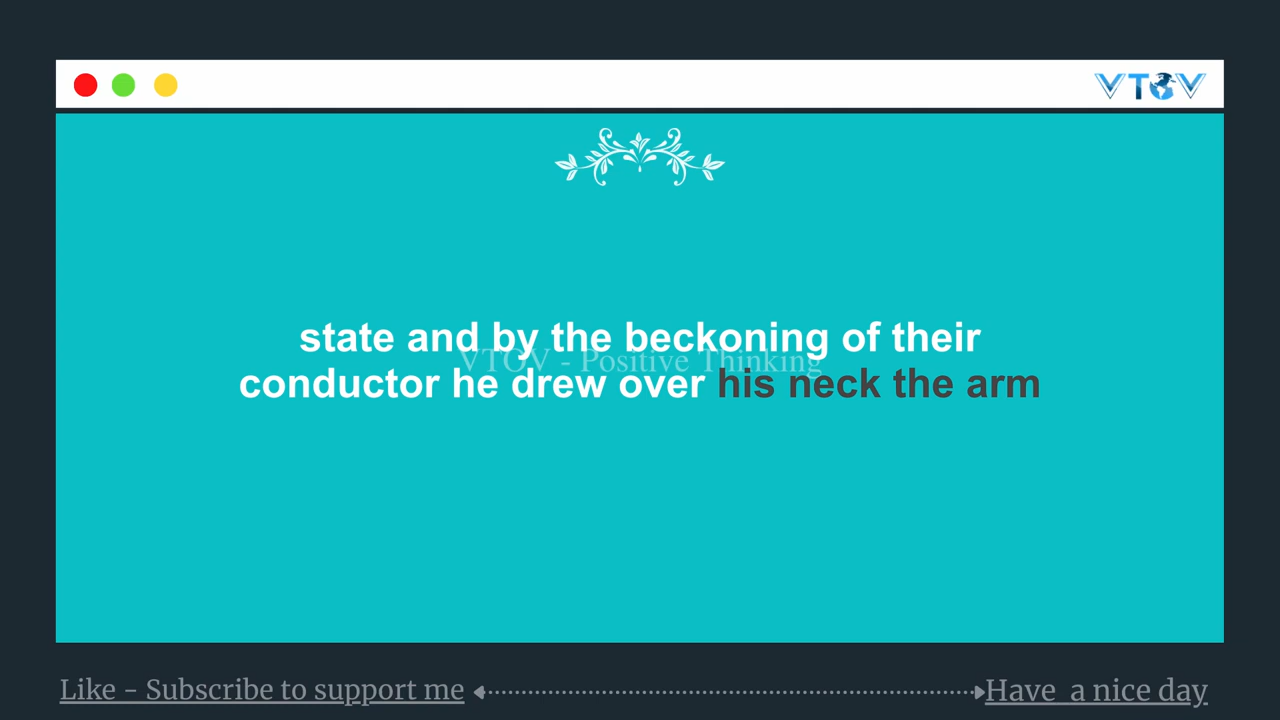 VTOV
state and by the beckoning of their
VTOV - Positive Thinking
conductor he drew over his neck the arm
Like - Subscribe to support me
Have a nice day